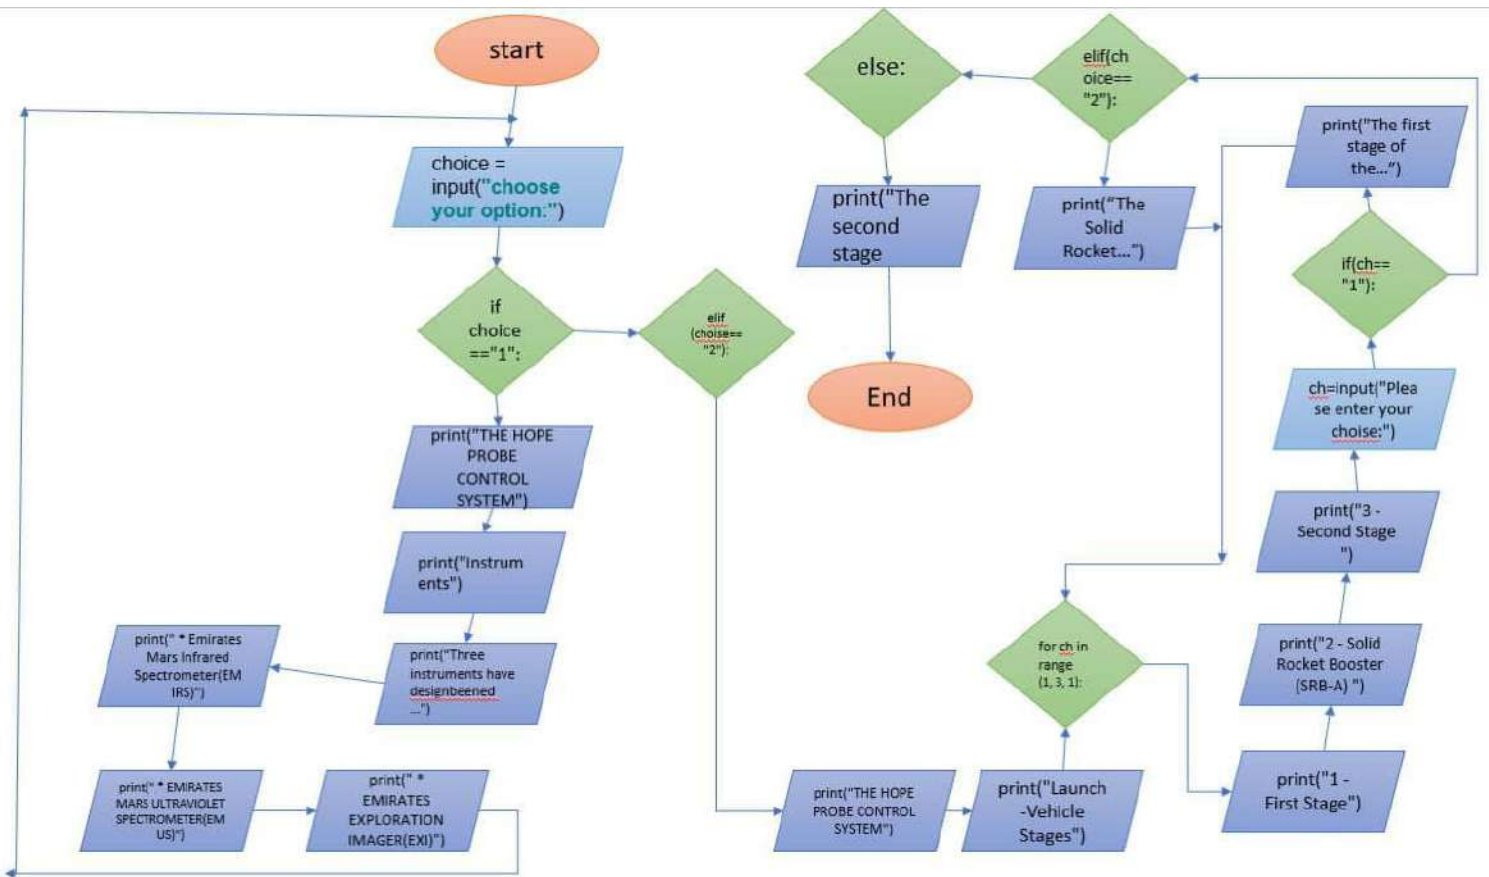 start
choice =
input("choose
your option:")
if
choice
=="1":
elif
(choise==
"2"):
print("THE HOPE
PROBE
CONTROL
SYSTEM")
print("Instrum
ents")
print("Three
instruments have
designbeened
...")
print(" * Emirates
Mars Infrared
Spectrometer(EM
IRS)")
print(" * EMIRATES
MARS ULTRAVIOLET
SPECTROMETER(EM
US)")
print(" *
EMIRATES
EXPLORATION
IMAGER(EXI)")
print("THE HOPE
PROBE CONTROL
SYSTEM")
print("Launch
-Vehicle
Stages")
for ch in
range
(1, 3, 1):
print("1 -
First Stage")
print("2 - Solid
Rocket Booster
(SRB-A) ")
print("3 -
Second Stage
")
ch=input("Plea
se enter your
choise:")
if(ch==
"1"):
print("The first
stage of
the...”)
elif(ch
oice==
"2"):
print(“The
Solid
Rocket...")
else:
print("The
second
stage
End